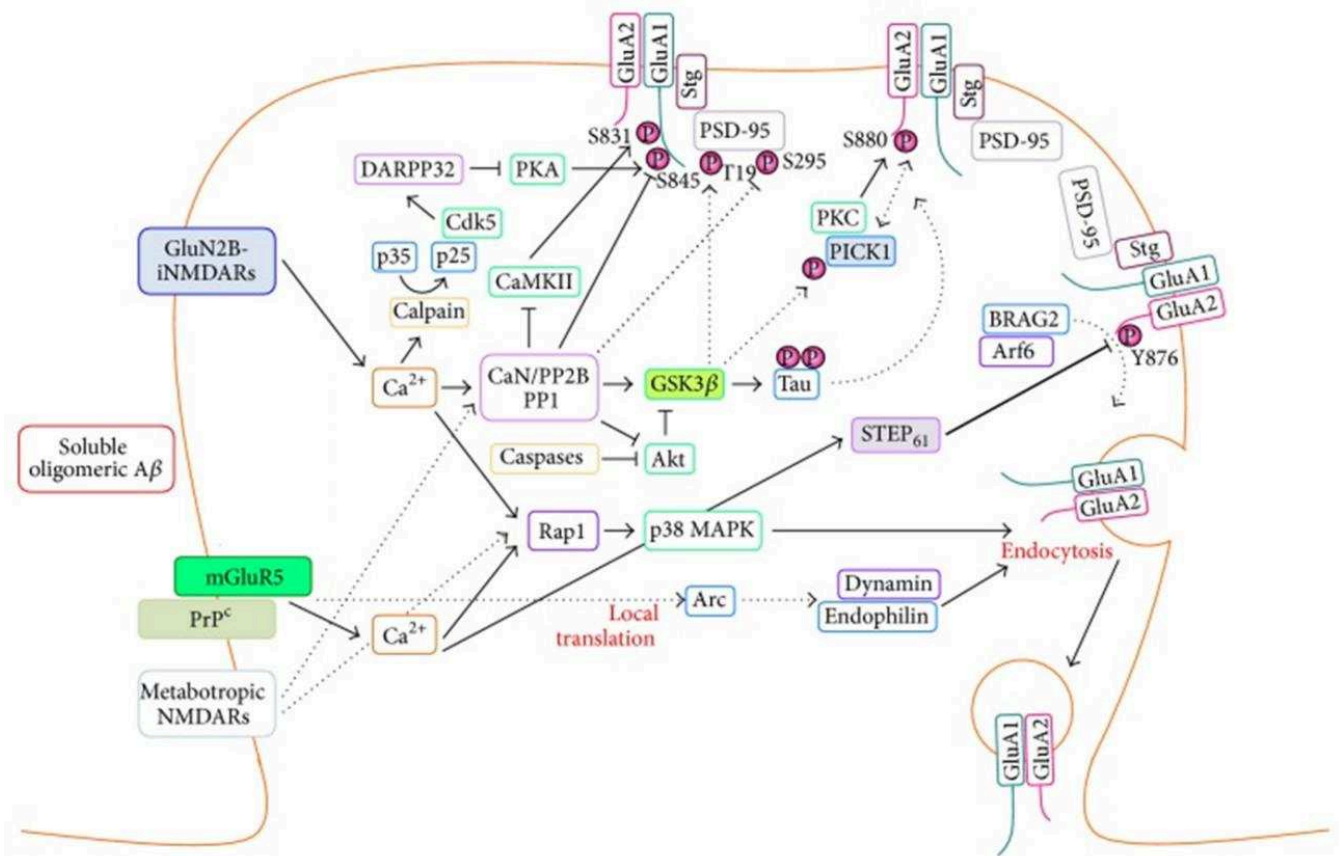 GluA2
GluA1
Stg
GluA2
GluA1
Stg
S831
P
P
S845
PSD-95
P
T19
P
S295
S880
P
PSD-95
DARPP32
PKA
Cdk5
p35
p25
CaMKII
Calpain
PKC
PICK1
P
PSD-95
Stg
GluA1
GluA2
P
Y876
GluN2B-
iNMDARs
BRAG2
Arf6
Ca2+
CaN/PP2B
PP1
GSK3β
P
P
Tau
Soluble
oligomeric Aβ
Caspases
Akt
STEP61
GluA1
GluA2
Rap1
p38 MAPK
Endocytosis
mGluR5
PrPc
Ca2+
Local
translation
Arc
Dynamin
Endophilin
Metabotropic
NMDARs
GluA1
GluA2